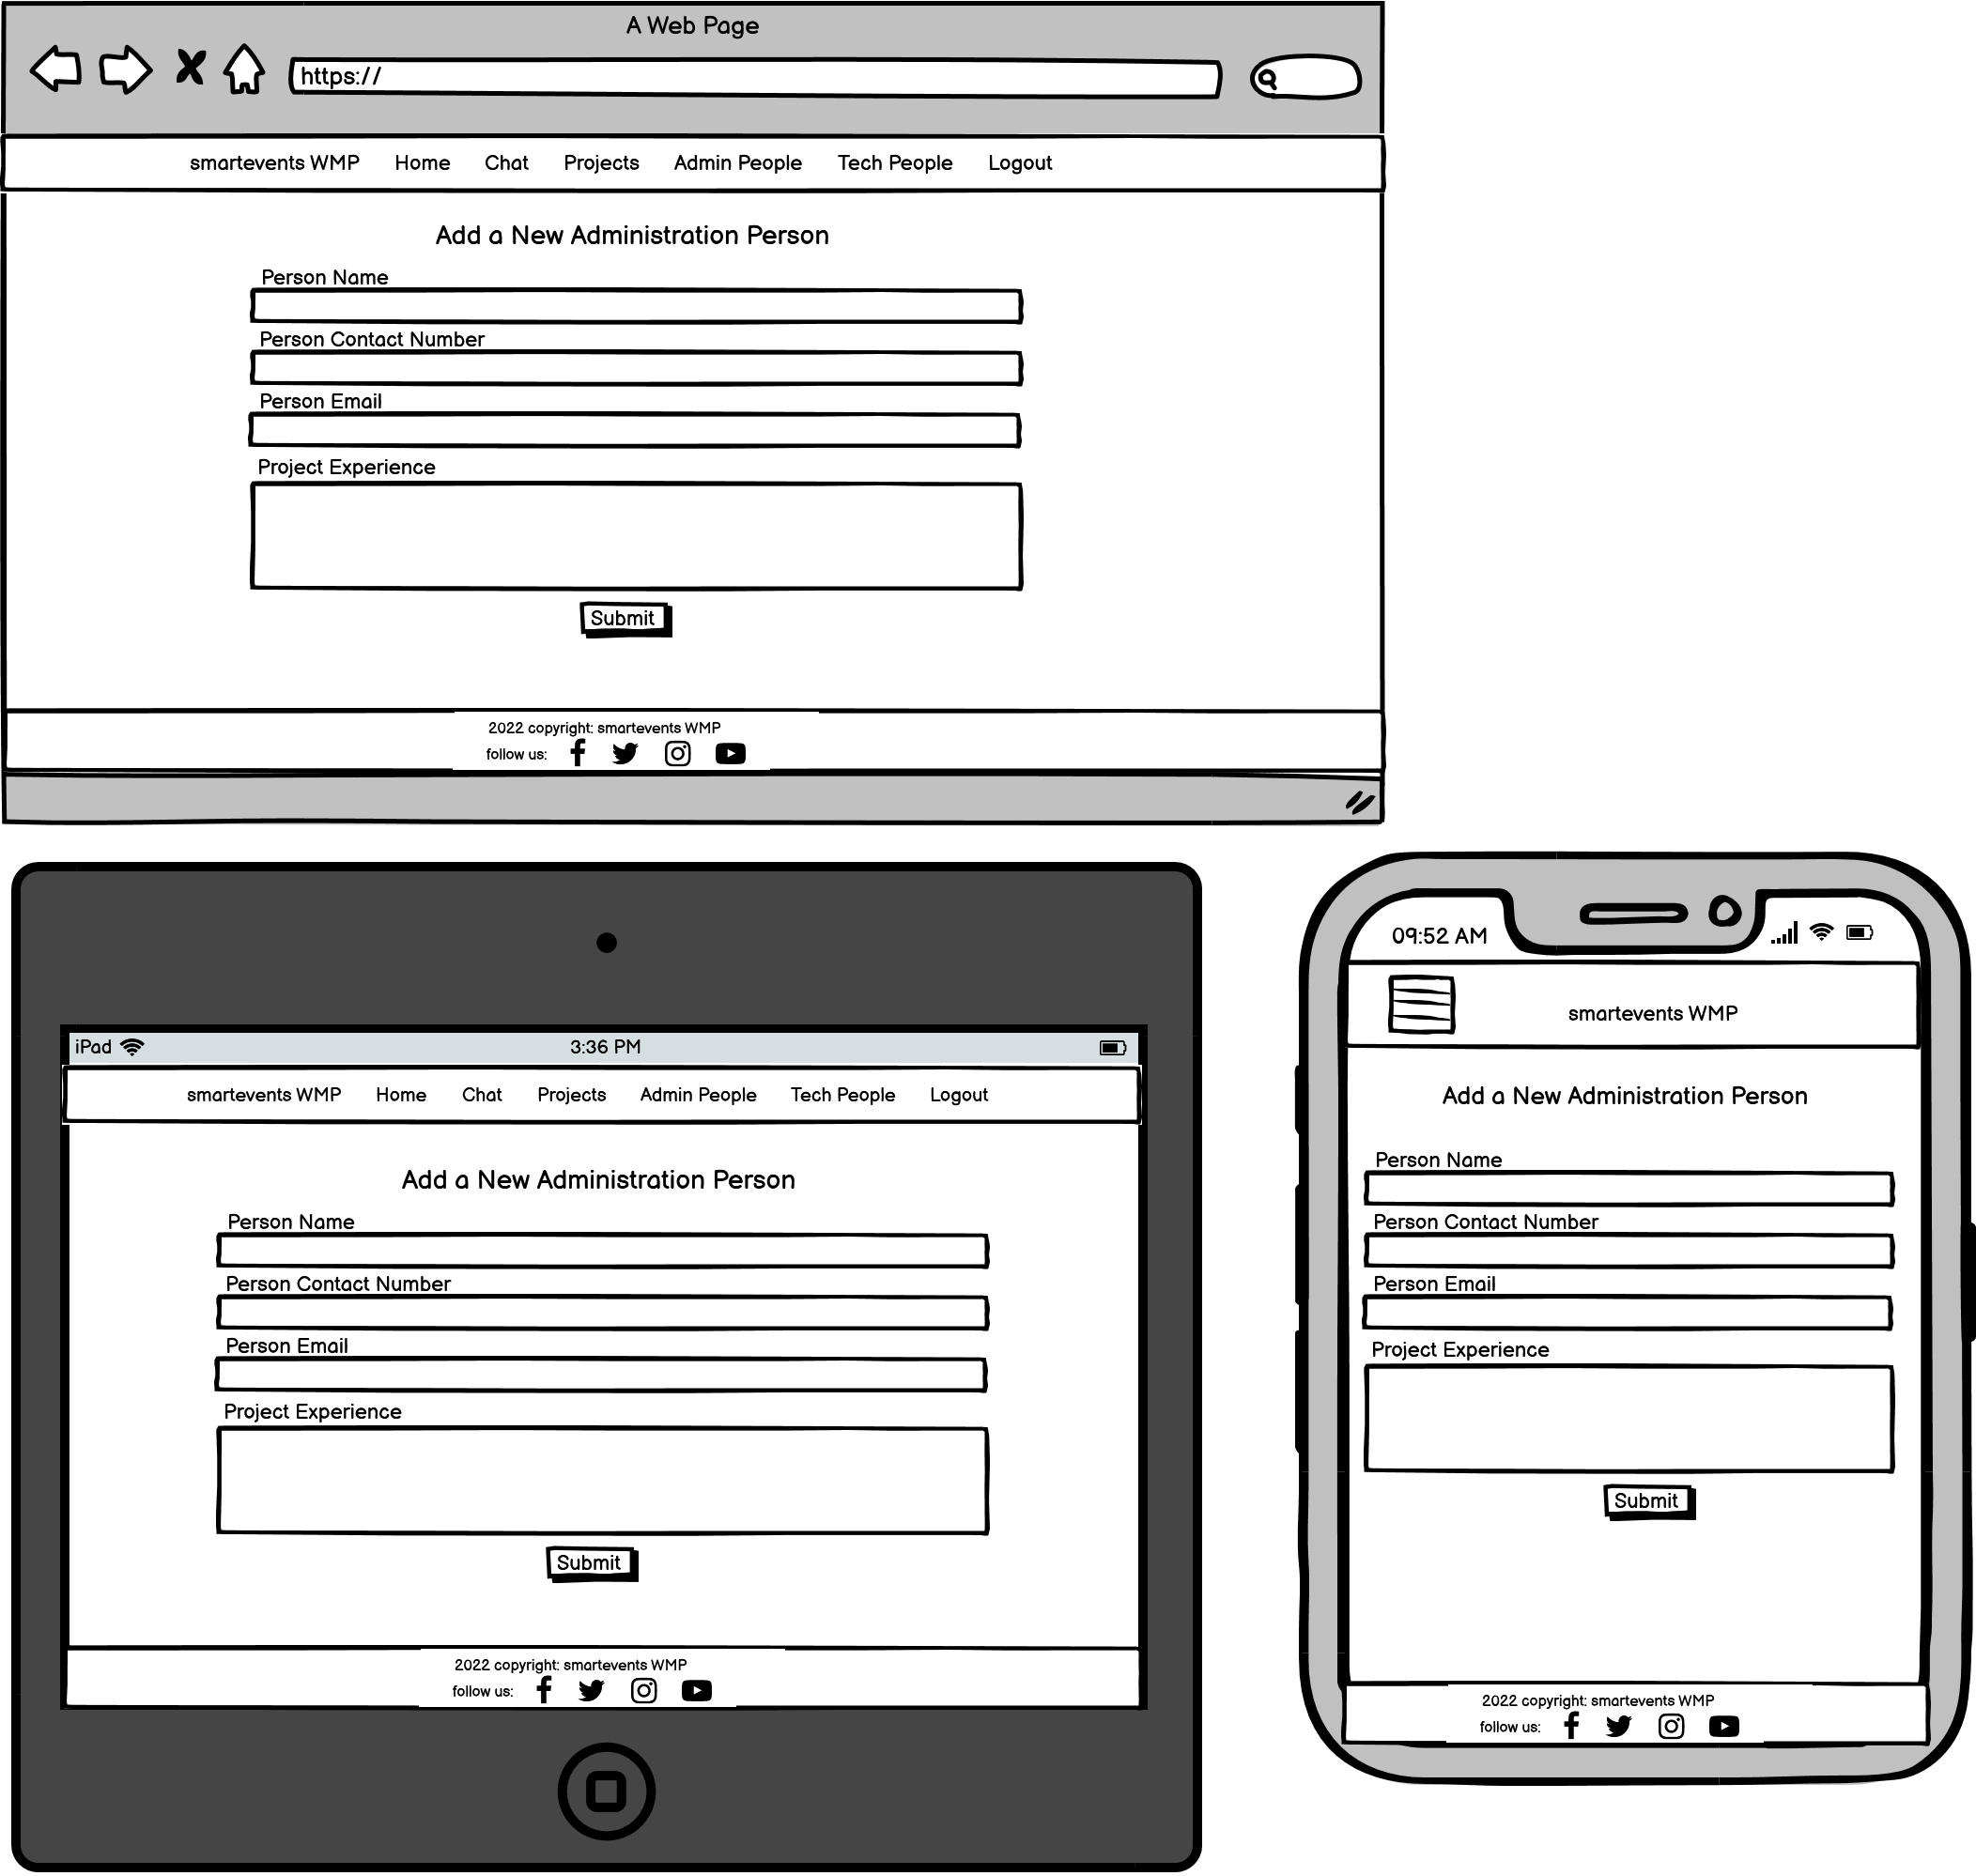 A Web Page
https://
smartevents WMP Home Chat Projects Admin People Tech People Logout
Add a New Administration Person
Person Name
Person Contact Number
Person Email
Project Experience
Submit
2022 copyright: smartevents WMP
follow us:
iPad 3:36 PM
smartevents WMP Home Chat Projects Admin People Tech People Logout
Add a New Administration Person
Person Name
Person Contact Number
Person Email
Project Experience
Submit
2022 copyright: smartevents WMP
follow us:
09:52 AM
smartevents WMP
Add a New Administration Person
Person Name
Person Contact Number
Person Email
Project Experience
Submit
2022 copyright: smartevents WMP
follow us: